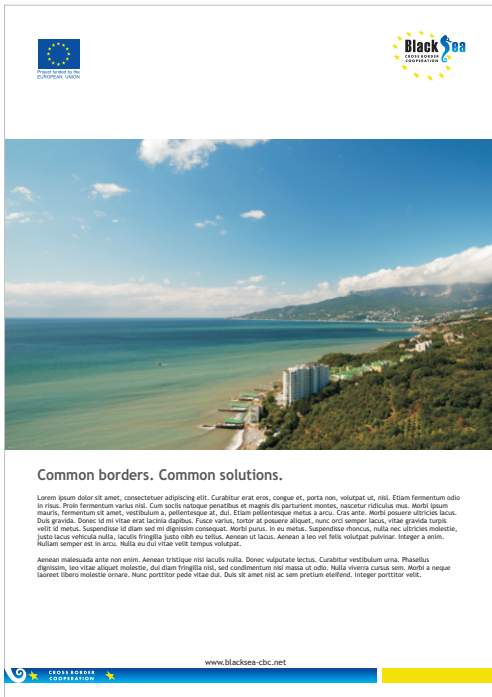 Project funded by the
EUROPEAN UNION
Black Sea
CROSS BORDER
COOPERATION
Common borders. Common solutions.
Lorem ipsum dolor sit amet, consectetuer adipiscing elit. Curabitur erat eros, congue et, porta non, volutpat ut, nisl. Etiam fermentum odio
in risus. Proin fermentum varius nisl. Cum sociis natoque penatibus et magnis dis parturient montes, nascetur ridiculus mus. Morbi ipsum
mauris, fermentum sit amet, vestibulum a, pellentesque at, dui. Etiam pellentesque metus a arcu. Cras ante. Morbi posuere ultricies lacus.
Duis gravida. Donec id mi vitae erat lacinia dapibus. Fusce varius, tortor at posuere aliquet, nunc orci semper lacus, vitae gravida turpis
velit id metus. Suspendisse id diam sed mi dignissim consequat. Morbi purus. In eu metus. Suspendisse rhoncus, nulla nec ultricies molestie,
justo lacus vehicula nulla, iaculis fringilla justo nibh eu tellus. Aenean ut lacus. Aenean a leo vel felis volutpat pulvinar. Integer a enim.
Nullam semper est in arcu. Nulla eu dui vitae velit tempus volutpat.
Aenean malesuada ante non enim. Aenean tristique nisi iaculis nulla. Donec vulputate lectus. Curabitur vestibulum urna. Phasellus
dignissim, leo vitae aliquet molestie, dui diam fringilla nisl, sed condimentum nisi massa ut odio. Nulla viverra cursus sem. Morbi a neque
laoreet libero molestie ornare. Nunc porttitor pede vitae dui. Duis sit amet nisl ac sem pretium eleifend. Integer porttitor velit.
www.blacksea-cbc.net
CROSS BORDER
COOPERATION